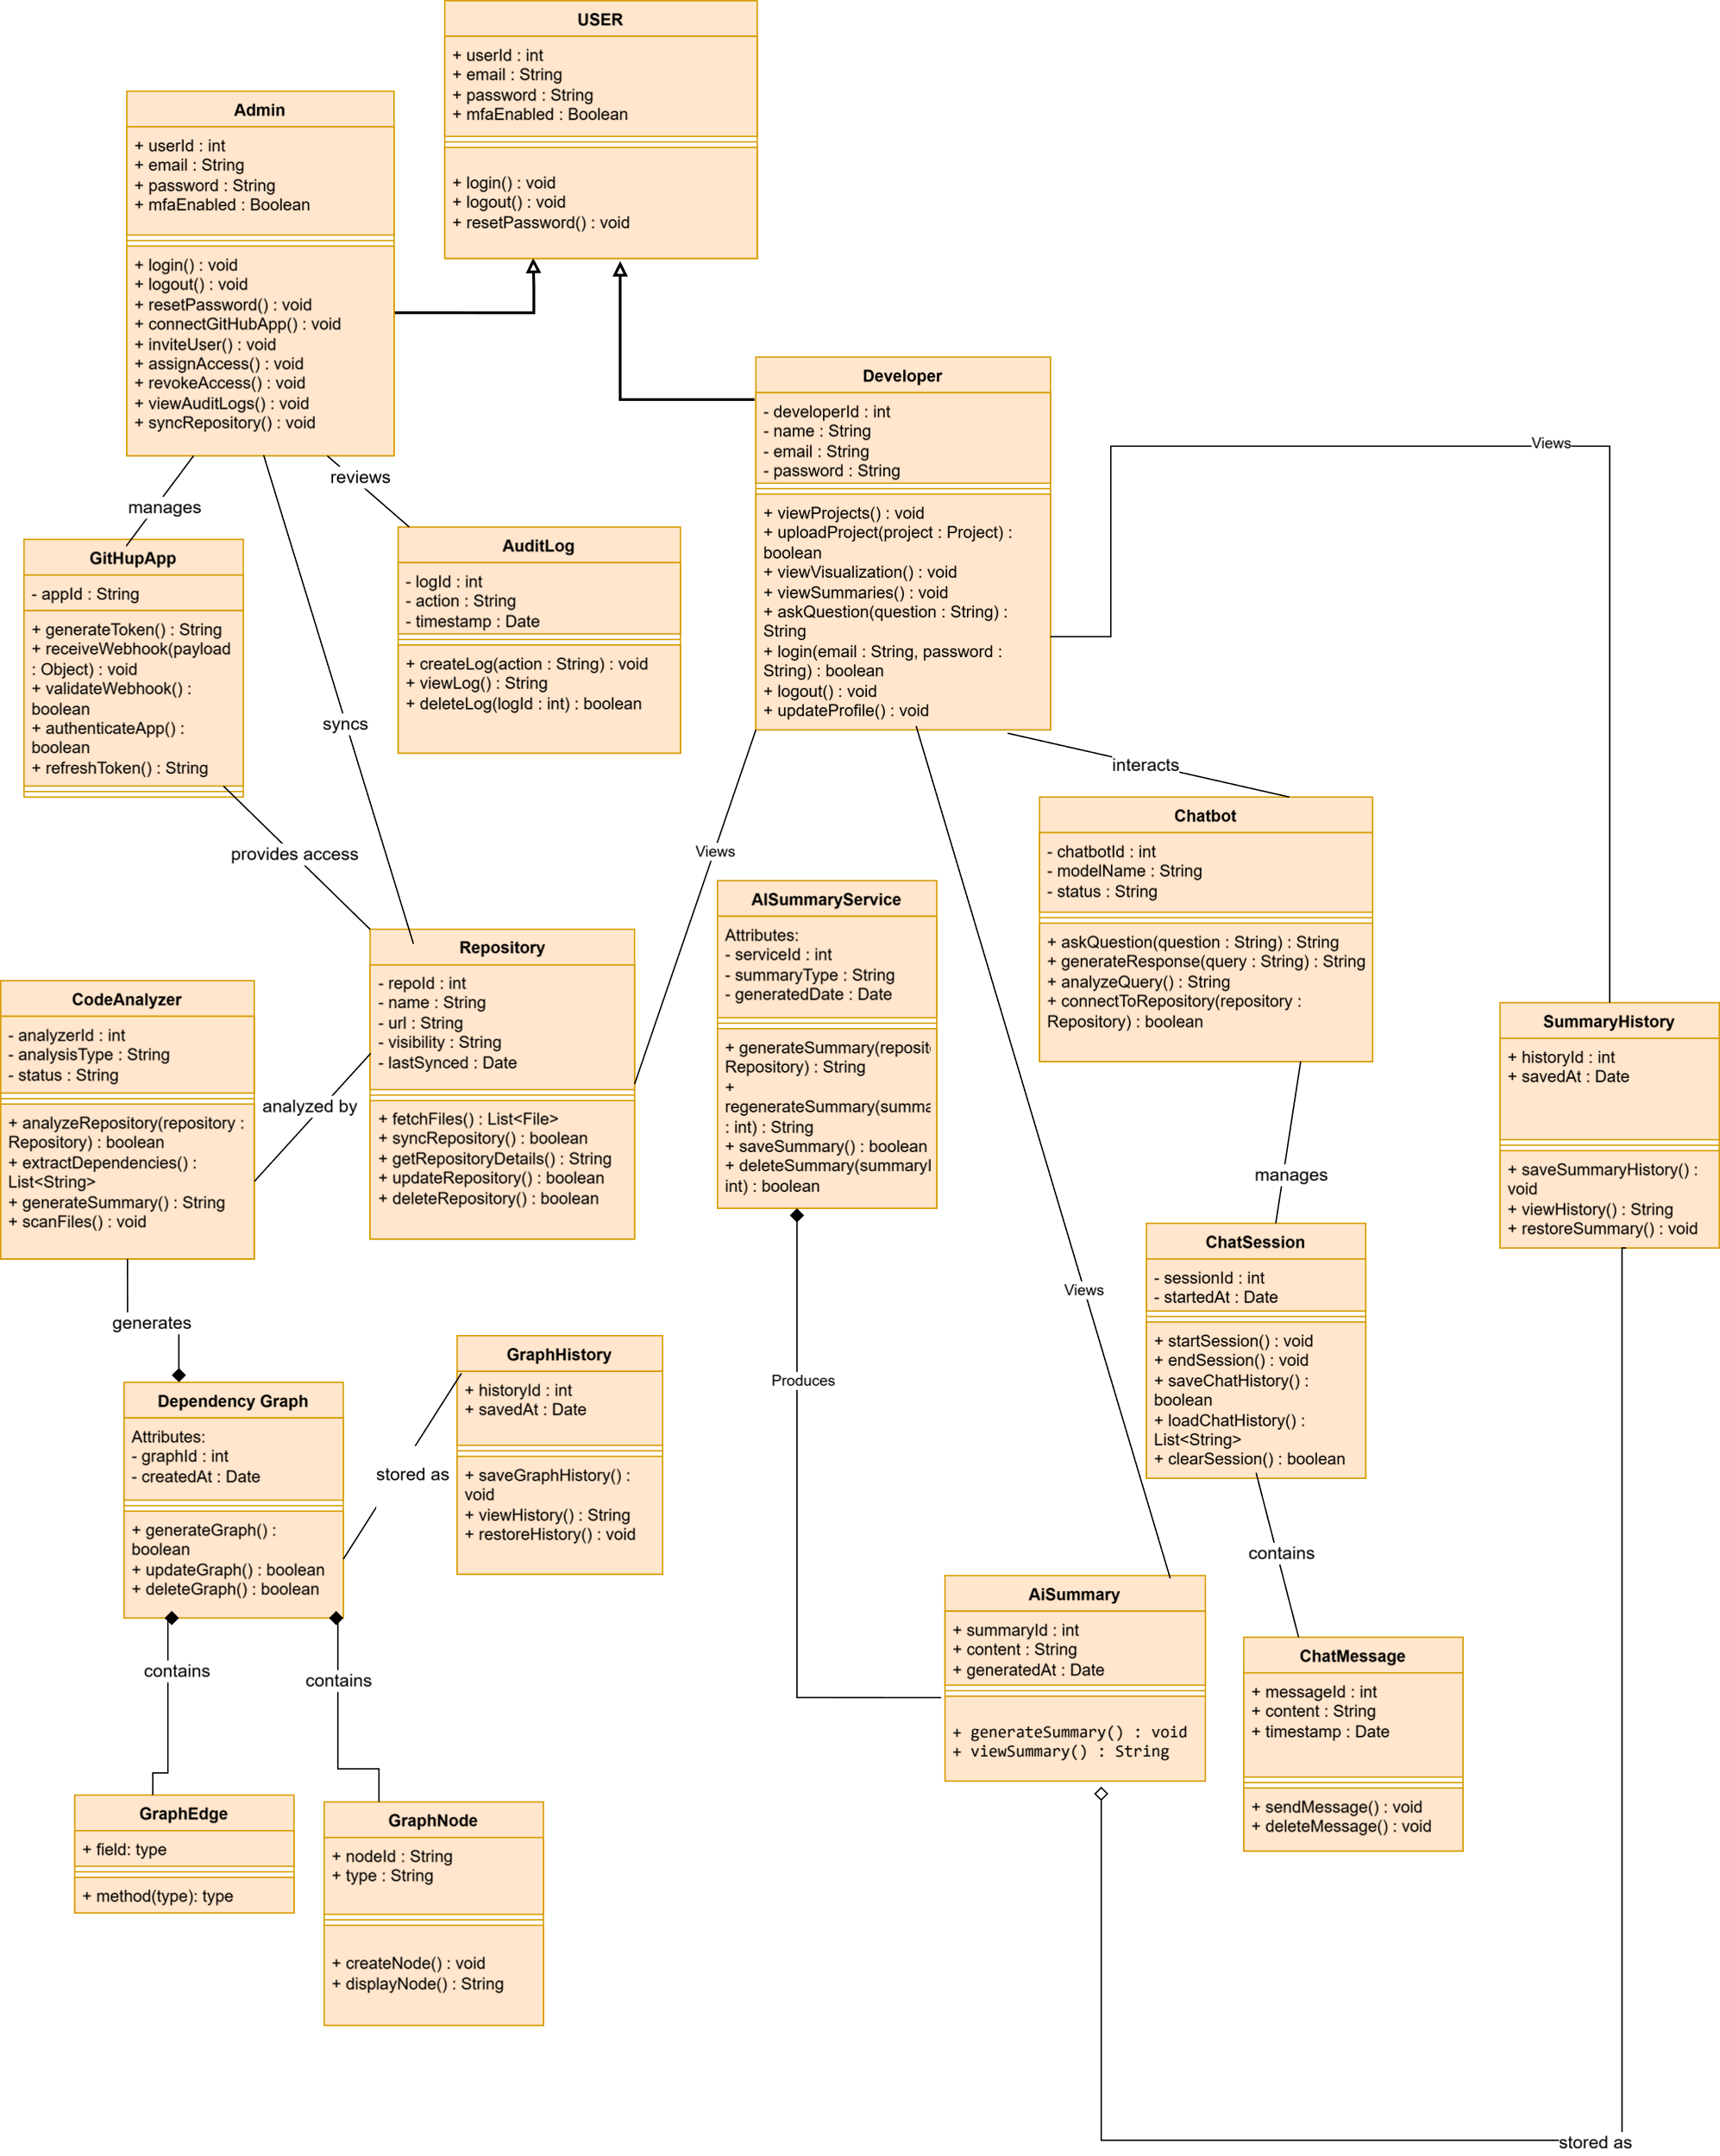 USER
+ userId : int
+ email : String
+ password : String
+ mfaEnabled : Boolean
+ login() : void
+ logout() : void
+ resetPassword() : void
Admin
+ userId : int
+ email : String
+ password : String
+ mfaEnabled : Boolean
+ login() : void
+ logout() : void
+ resetPassword() : void
+ connectGitHubApp() : void
+ inviteUser() : void
+ assignAccess() : void
+ revokeAccess() : void
+ viewAuditLogs() : void
+ syncRepository() : void
Developer
- developerId : int
- name : String
- email : String
- password : String
+ viewProjects() : void
+ uploadProject(project : Project) :
boolean
+ viewVisualization() : void
+ viewSummaries() : void
+ askQuestion(question : String) :
String
+ login(email : String, password :
String) : boolean
+ logout() : void
+ updateProfile() : void
Views
reviews
manages
GitHupApp
- appId : String
+ generateToken() : String
+ receiveWebhook(payload
: Object) : void
+ validateWebhook() :
boolean
+ authenticateApp() :
boolean
+ refreshToken() : String
AuditLog
- logId : int
- action : String
- timestamp : Date
+ createLog(action : String) : void
+ viewLog() : String
+ deleteLog(logId : int) : boolean
syncs
interacts
provides access
Views
Chatbot
- chatbotId : int
- modelName : String
- status : String
+ askQuestion(question : String) : String
+ generateResponse(query : String) : String
+ analyzeQuery() : String
+ connectToRepository(repository :
Repository) : boolean
AISummaryService
Attributes:
- serviceId : int
- summaryType : String
- generatedDate : Date
+ generateSummary(reposit
Repository) : String
+
regenerateSummary(summa
: int) : String
+ saveSummary() : boolean
+ deleteSummary(summaryI
int) : boolean
Repository
- repoId : int
- name : String
- url : String
- visibility : String
- lastSynced : Date
+ fetchFiles() : List<File>
+ syncRepository() : boolean
+ getRepositoryDetails() : String
+ updateRepository() : boolean
+ deleteRepository() : boolean
CodeAnalyzer
- analyzerId : int
- analysisType : String
- status : String
+ analyzeRepository(repository :
Repository) : boolean
+ extractDependencies() :
List<String>
+ generateSummary() : String
+ scanFiles() : void
analyzed by
SummaryHistory
+ historyId : int
+ savedAt : Date
+ saveSummaryHistory() :
void
+ viewHistory() : String
+ restoreSummary() : void
manages
ChatSession
- sessionId : int
- startedAt : Date
+ startSession() : void
+ endSession() : void
+ saveChatHistory() :
boolean
+ loadChatHistory() :
List<String>
+ clearSession() : boolean
Views
generates
Produces
GraphHistory
+ historyId : int
+ savedAt : Date
+ saveGraphHistory() :
void
+ viewHistory() : String
+ restoreHistory() : void
Dependency Graph
Attributes:
- graphId : int
- createdAt : Date
+ generateGraph() :
boolean
+ updateGraph() : boolean
+ deleteGraph() : boolean
stored as
contains
AiSummary
+ summaryId : int
+ content : String
+ generatedAt : Date
+ generateSummary() : void
+ viewSummary() : String
ChatMessage
+ messageId : int
+ content : String
+ timestamp : Date
+ sendMessage() : void
+ deleteMessage() : void
contains
contains
GraphEdge
+ field: type
+ method(type): type
GraphNode
+ nodeId : String
+ type : String
+ createNode() : void
+ displayNode() : String
stored as